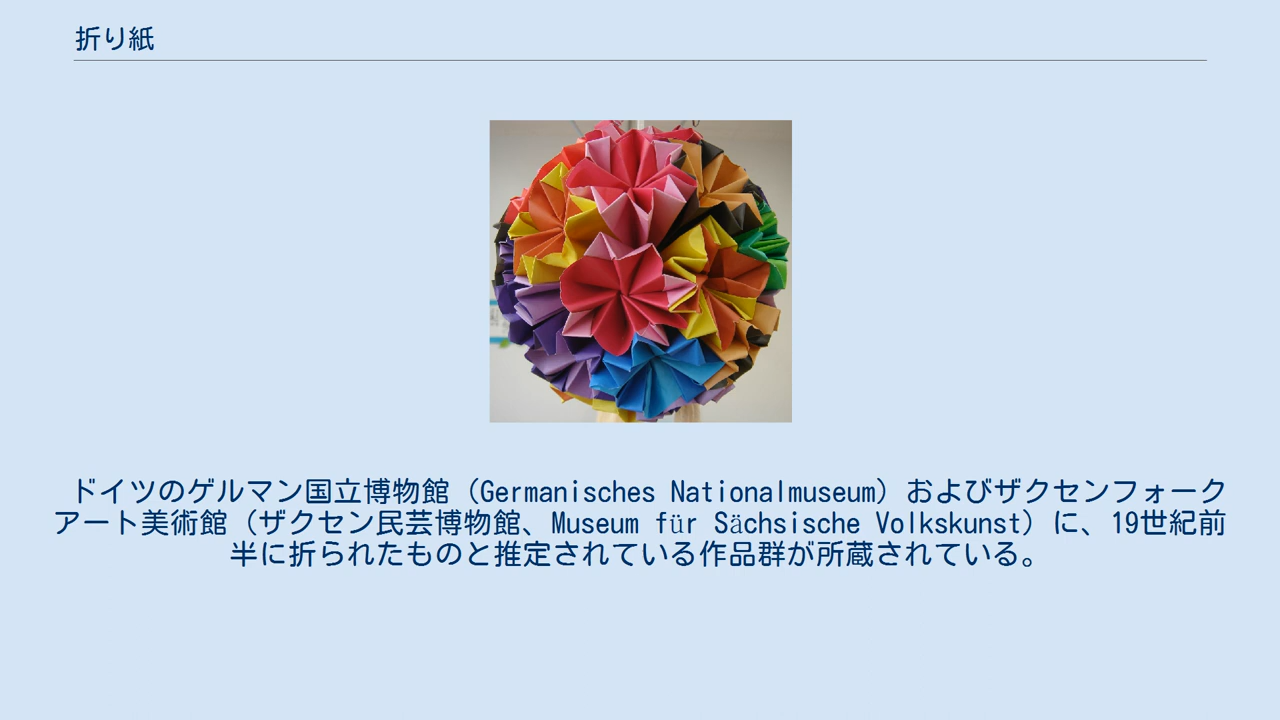 折り紙
ドイツのゲルマン国立博物館（Germanisches Nationalmuseum）およびザクセンフォーク
アート美術館（ザクセン民芸博物館、Museum für Sächsische Volkskunst）に、19世紀前
半に折られたものと推定されている作品群が所蔵されている。